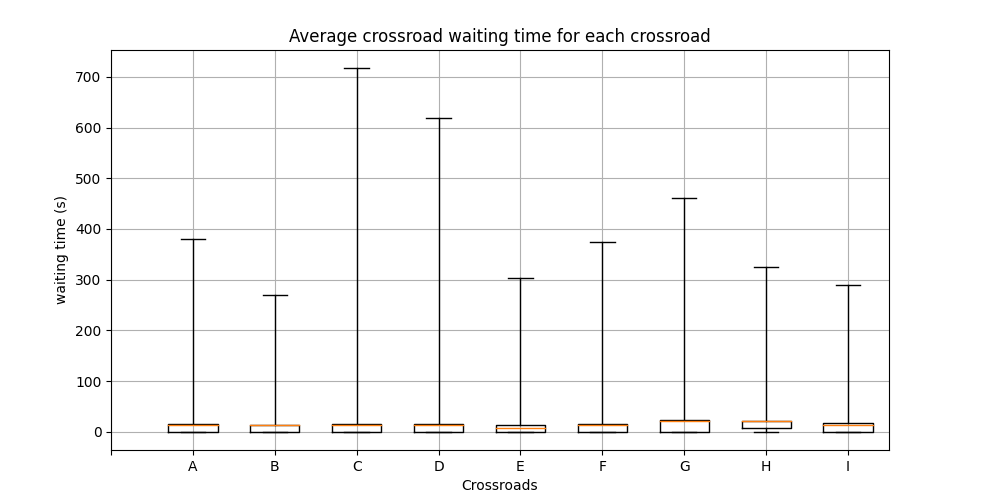 Average crossroad waiting time for each crossroad
waiting time (s)
700
600
500
400
300
200
100
0
A B C D E F G H I
Crossroads